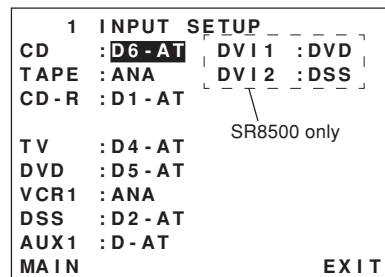 1 INPUT SETUP
CD :D6-AT DVI1 :DVD
TAPE :ANA DVI2 :DSS
CD-R :D1-AT
SR8500 only
TV :D4-AT
DVD :D5-AT
VCR1 :ANA
DSS :D2-AT
AUX1 :D-AT
MAIN EXIT